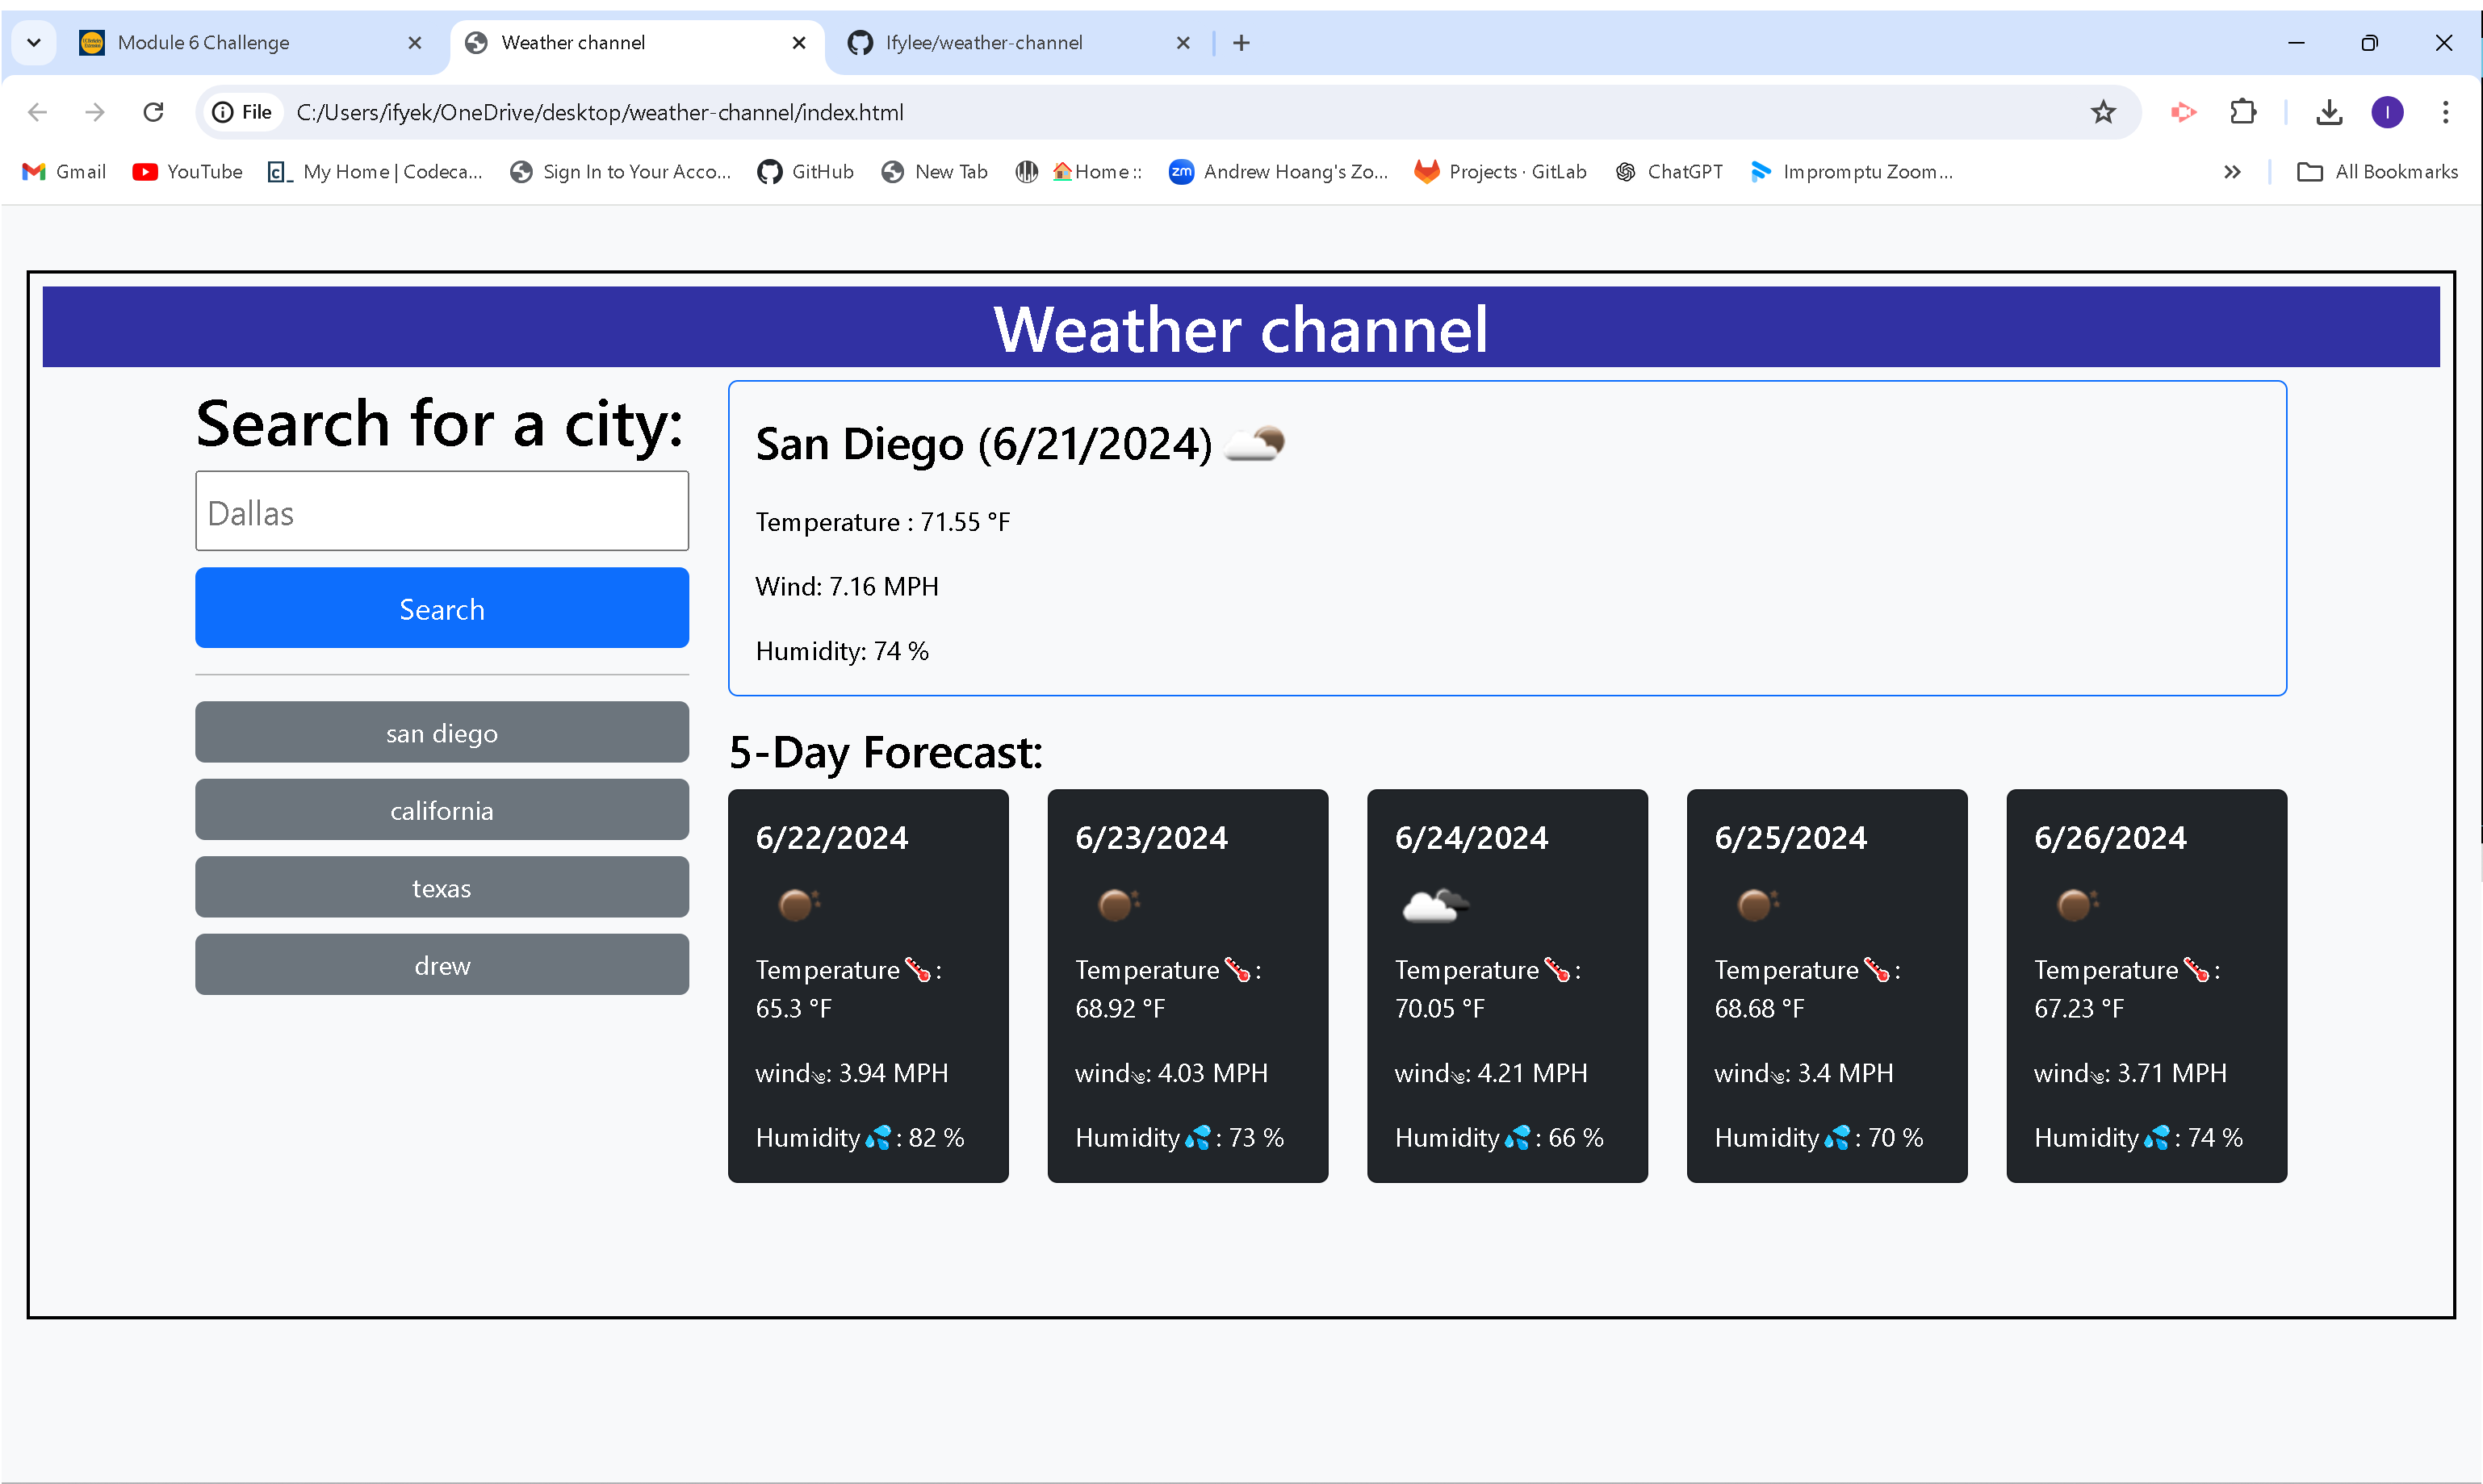 Module 6 Challenge
Weather channel
Ifylee/weather-channel
File
C:/Users/ifyek/OneDrive/desktop/weather-channel/index.html
I
Gmail
YouTube
My Home | Codeca...
Sign In to Your Acco...
GitHub
New Tab
Home ::
zm
Andrew Hoang's Zo...
Projects · GitLab
ChatGPT
Impromptu Zoom...
All Bookmarks
Weather channel
Search for a city:
Dallas
Search
san diego
california
texas
drew
San Diego (6/21/2024)
Temperature : 71.55 °F
Wind: 7.16 MPH
Humidity: 74 %
5-Day Forecast:
6/22/2024
Temperature🌡️:
65.3 °F
wind༄: 3.94 MPH
Humidity💦: 82 %
6/23/2024
Temperature🌡️:
68.92 °F
wind༄: 4.03 MPH
Humidity💦: 73 %
6/24/2024
Temperature🌡️:
70.05 °F
wind༄: 4.21 MPH
Humidity💦: 66 %
6/25/2024
Temperature🌡️:
68.68 °F
wind༄: 3.4 MPH
Humidity💦: 70 %
6/26/2024
Temperature🌡️:
67.23 °F
wind༄: 3.71 MPH
Humidity💦: 74 %